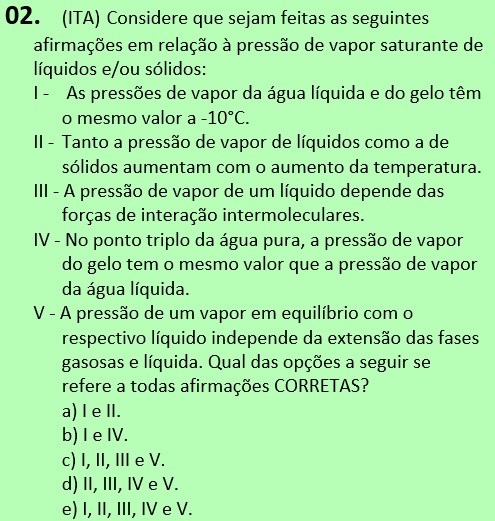 02. (ITA) Considere que sejam feitas as seguintes
afirmações em relação à pressão de vapor saturante de
líquidos e/ou sólidos:
I - As pressões de vapor da água líquida e do gelo têm
o mesmo valor a -10°C.
II - Tanto a pressão de vapor de líquidos como a de
sólidos aumentam com o aumento da temperatura.
III - A pressão de vapor de um líquido depende das
forças de interação intermoleculares.
IV - No ponto triplo da água pura, a pressão de vapor
do gelo tem o mesmo valor que a pressão de vapor
da água líquida.
V - A pressão de um vapor em equilíbrio com o
respectivo líquido independe da extensão das fases
gasosas e líquida. Qual das opções a seguir se
refere a todas afirmações CORRETAS?
a) I e II.
b) I e IV.
c) I, II, III e V.
d) II, III, IV e V.
e) I, II, III, IV e V.